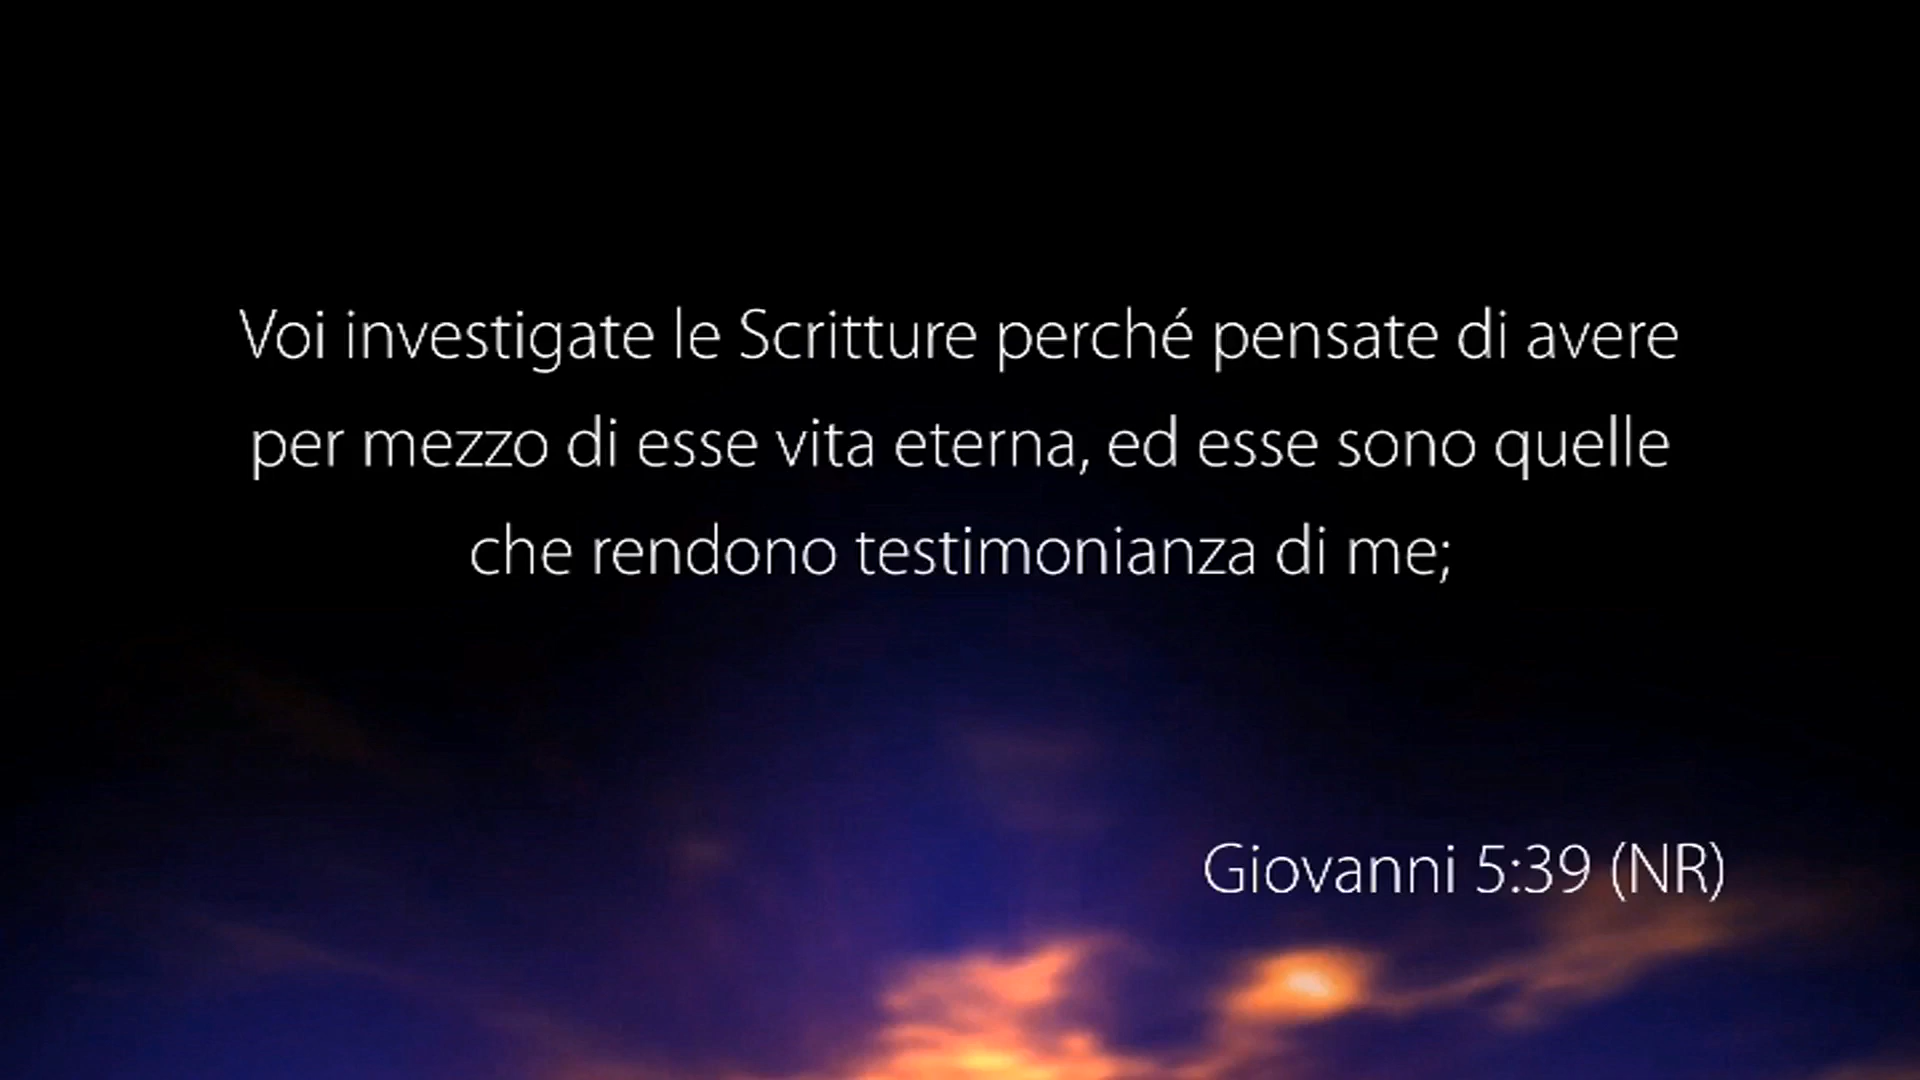 Voi investigate le Scritture perché pensate di avere
per mezzo di esse vita eterna, ed esse sono quelle
che rendono testimonianza di me;
Giovanni 5:39 (NR)